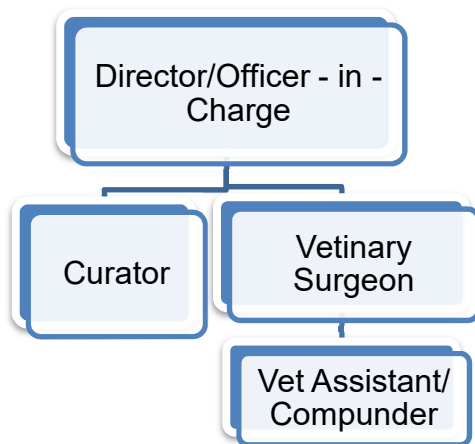 Director/Officer - in -
Charge
Curator
Vetinary
Surgeon
Vet Assistant/
Compunder